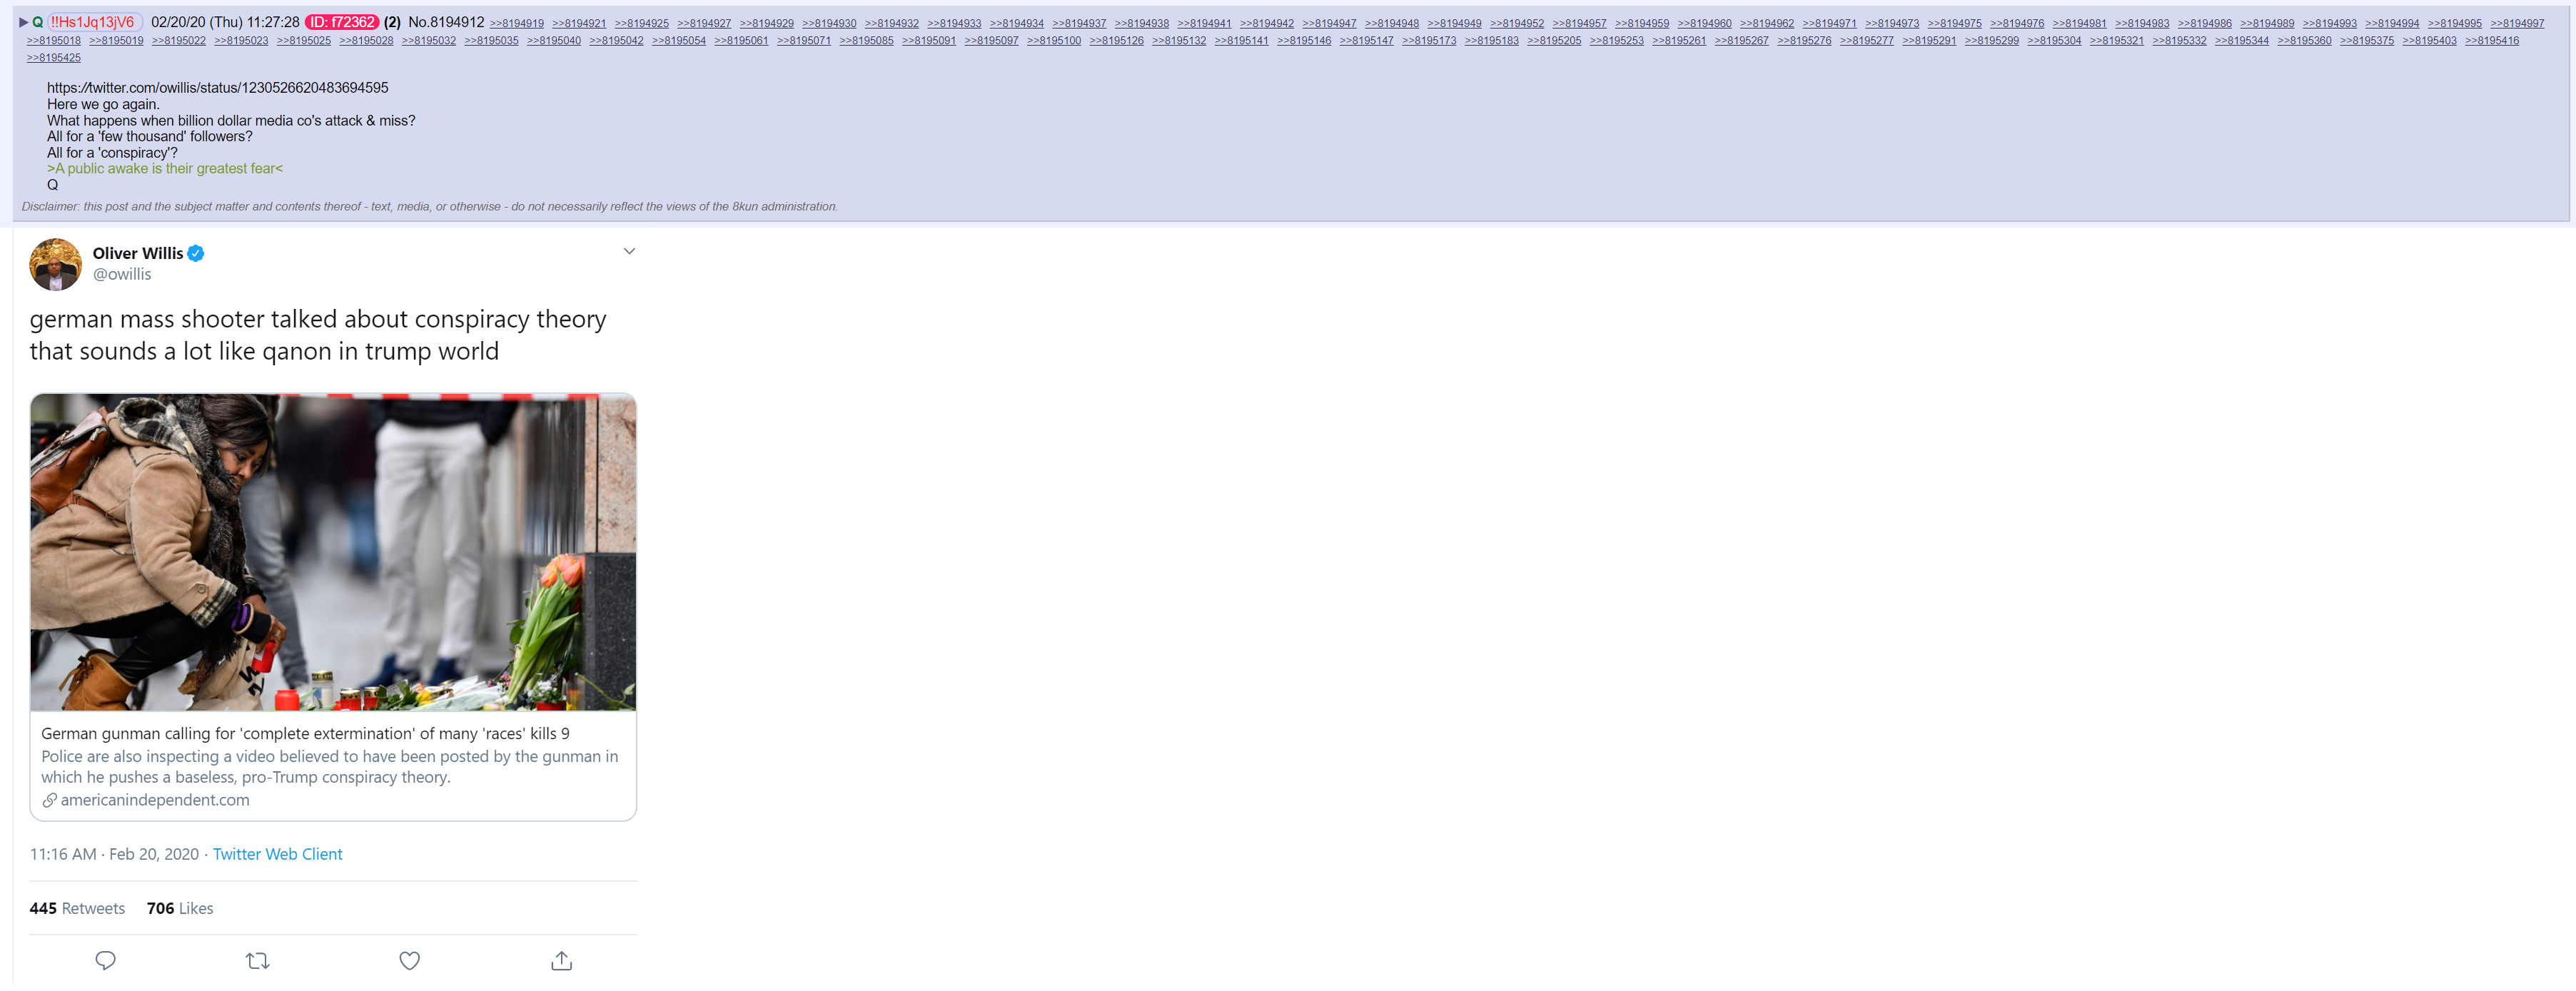 ▶ Q !!Hs1Jq13jV6 02/20/20 (Thu) 11:27:28 ID: f72362 (2) No.8194912 >>8194919 >>8194921 >>8194925 >>8194927 >>8194929 >>8194930 >>8194932 >>8194933 >>8194934 >>8194937 >>8194938 >>8194941 >>8194942 >>8194947 >>8194948 >>8194949 >>8194952 >>8194957 >>8194959 >>8194960 >>8194962 >>8194971 >>8194973 >>8194975 >>8194976 >>8194981 >>8194983 >>8194986 >>8194989 >>8194993 >>8194994 >>8194995 >>8194997
>>8195018 >>8195019 >>8195022 >>8195023 >>8195025 >>8195028 >>8195032 >>8195035 >>8195040 >>8195042 >>8195054 >>8195061 >>8195071 >>8195085 >>8195091 >>8195097 >>8195100 >>8195126 >>8195132 >>8195141 >>8195146 >>8195147 >>8195173 >>8195183 >>8195205 >>8195253 >>8195261 >>8195267 >>8195276 >>8195277 >>8195291 >>8195299 >>8195304 >>8195321 >>8195332 >>8195344 >>8195360 >>8195375 >>8195403 >>8195416
>>8195425
https://twitter.com/owillis/status/1230526620483694595
Here we go again.
What happens when billion dollar media co's attack & miss?
All for a 'few thousand' followers?
All for a 'conspiracy'?
>A public awake is their greatest fear<
Q
Disclaimer: this post and the subject matter and contents thereof - text, media, or otherwise - do not necessarily reflect the views of the 8kun administration.
Oliver Willis
@owillis
german mass shooter talked about conspiracy theory
that sounds a lot like qanon in trump world
German gunman calling for 'complete extermination' of many 'races' kills 9
Police are also inspecting a video believed to have been posted by the gunman in
which he pushes a baseless, pro-Trump conspiracy theory.
americanindependent.com
11:16 AM · Feb 20, 2020 · Twitter Web Client
445 Retweets 706 Likes